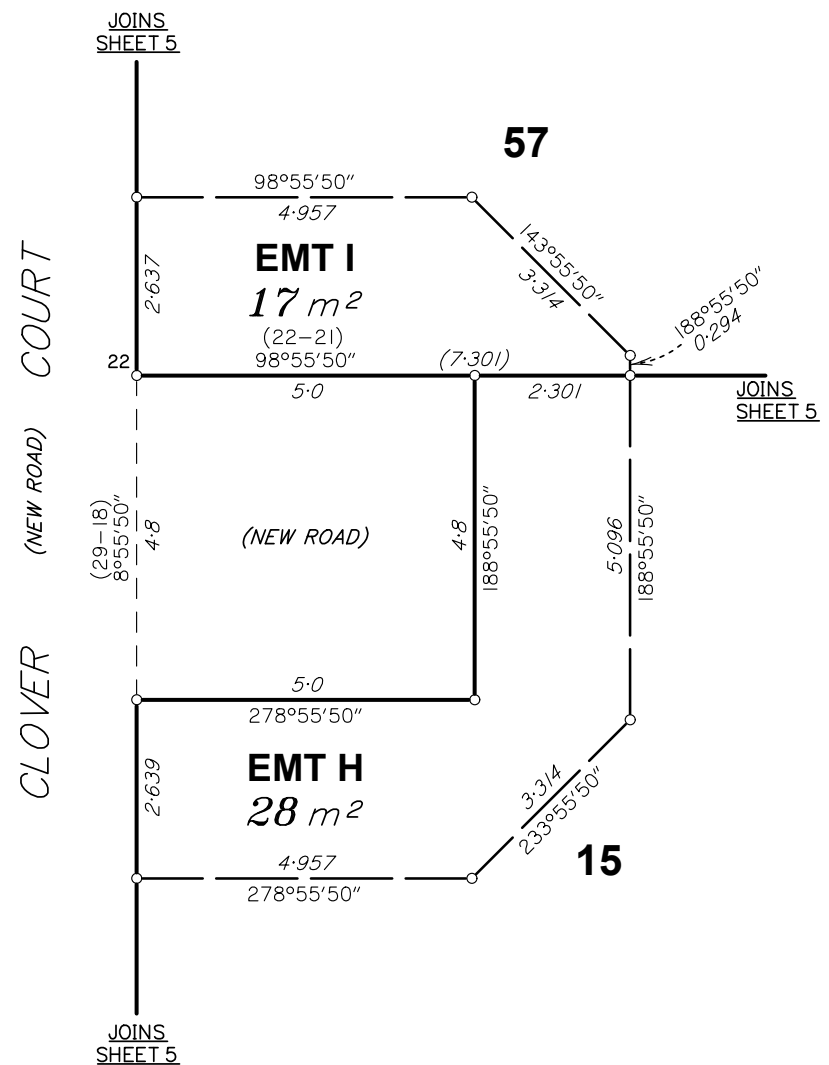 JOINS
SHEET 5
57
98°55'50"
4·957
143°55'50"
3·314
EMT I
17 m²
2·637
COURT
188°55'50"
0·294
(22-21)
22
98°55'50"
(7·301)
5·0
2·301
JOINS
SHEET 5
(NEW ROAD)
(29-18)
8°55'50"
4·8
(NEW ROAD)
4·8
188°55'50"
5·096
188°55'50"
CLOVER
5·0
278°55'50"
EMT H
28 m²
2·639
3·314
233°55'50"
15
4·957
278°55'50"
JOINS
SHEET 5